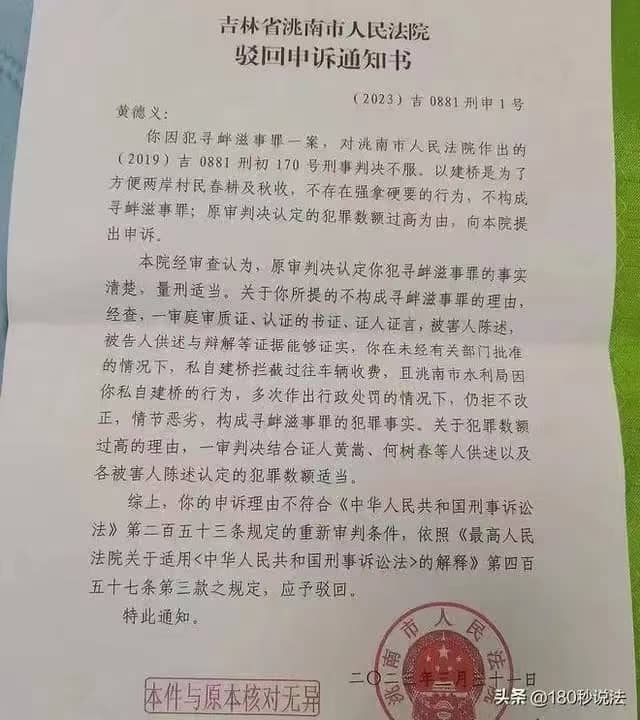 吉林省洮南市人民法院
驳回申诉通知书
（2023）吉 0881 刑申 1 号
黄德义：
你因犯寻衅滋事罪一案，对洮南市人民法院作出的
（2019）吉 0881 刑初 170 号刑事判决不服。以建桥是为了
方便两岸村民春耕及秋收，不存在强拿硬要的行为，不构成
寻衅滋事罪；原审判决认定的犯罪数额过高为由，向本院提
出申诉。
本院经审查认为，原审判决认定你犯寻衅滋事罪的事实
清楚，量刑适当。关于你所提的不构成寻衅滋事罪的理由，
经查，一审庭审质证、认证的书证、证人证言，被害人陈述，
被告人供述与辩解等证据能够证实，你在未经有关部门批准
的情况下，私自建桥拦截过往车辆收费，且洮南市水利局因
你私自建桥的行为，多次作出行政处罚的情况下，仍拒不改
正，情节恶劣，构成寻衅滋事罪的犯罪事实。关于犯罪数额
过高的理由，一审判决结合证人黄嵩、何树春等人供述以及
各被害人陈述认定的犯罪数额适当。
综上，你的申诉理由不符合《中华人民共和国刑事诉讼
法》第二百五十三条规定的重新审判条件，依照《最高人民
法院关于适用<中华人民共和国刑事诉讼法>的解释》第四百
五十七条第三款之规定，应予驳回。
特此通知。
洮南市人民法院
二〇二三年二月二十一日
本件与原本核对无异
头条 @180秒说法